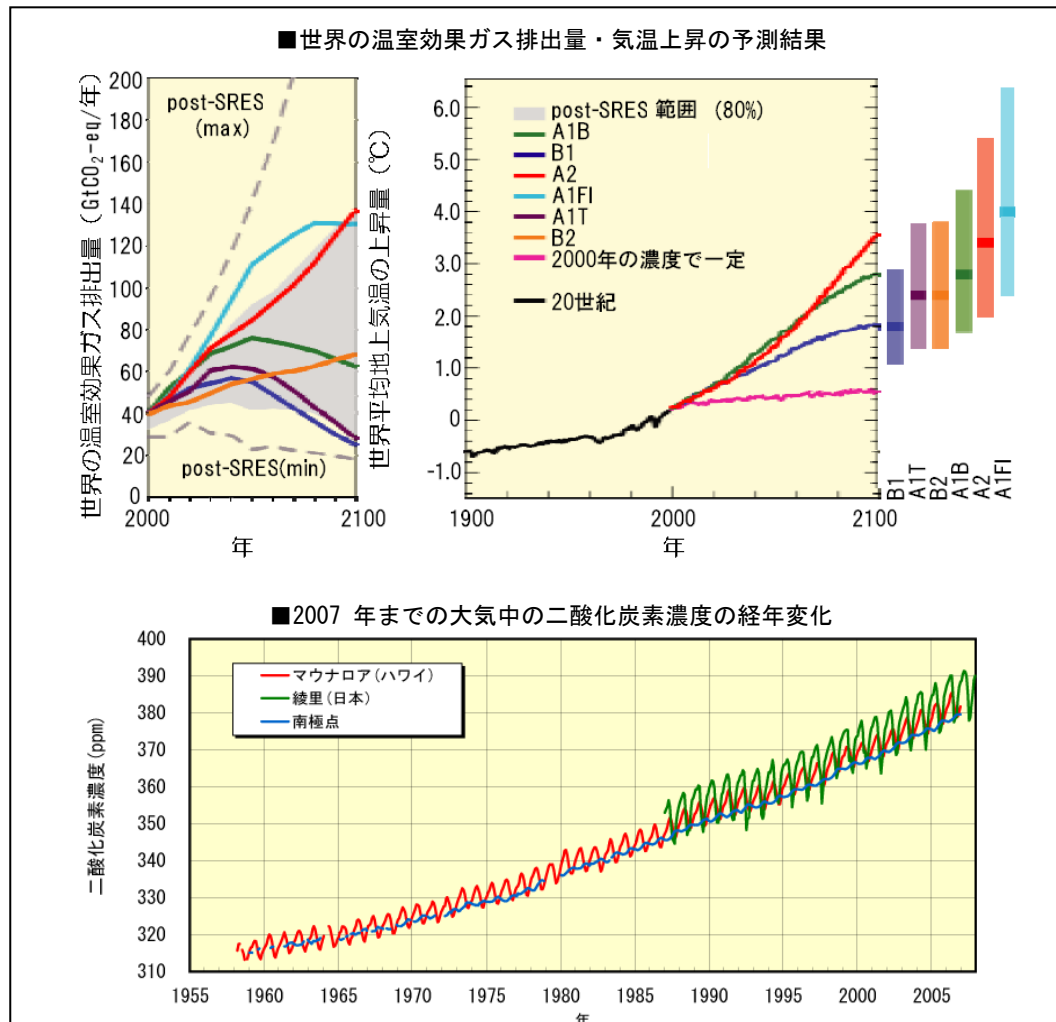 ■世界の温室効果ガス排出量・気温上昇の予測結果
世界の温室効果ガス排出量(GtCO₂-eq/年)
200
180
160
140
120
100
80
60
40
20
0
post-SRES
(max)
post-SRES(min)
2000
2100
年
世界平均地上気温の上昇量(℃)
6.0
5.0
4.0
3.0
2.0
1.0
0
-1.0
post-SRES 範囲 (80%)
A1B
B1
A2
A1FI
A1T
B2
2000年の濃度で一定
20世紀
1900
2000
2100
年
B1
A1T
B2
A1B
A2
A1FI
■2007 年までの大気中の二酸化炭素濃度の経年変化
二酸化炭素濃度(ppm)
400
390
380
370
360
350
340
330
320
310
マウナロア(ハワイ)
綾里(日本)
南極点
1955
1960
1965
1970
1975
1980
1985
1990
1995
2000
2005
年